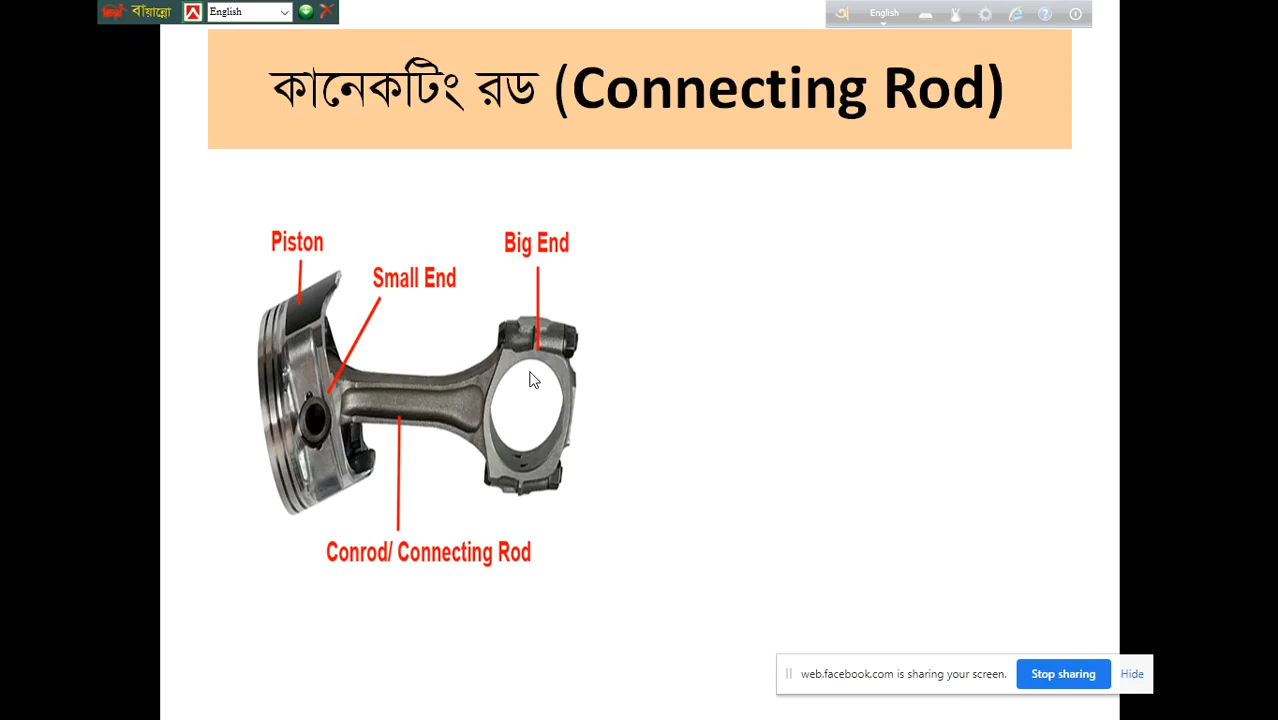 বায়ান্নো English
অ English
কানেকটিং রড (Connecting Rod)
Piston
Big End
Small End
Conrod/ Connecting Rod
web.facebook.com is sharing your screen. Stop sharing Hide